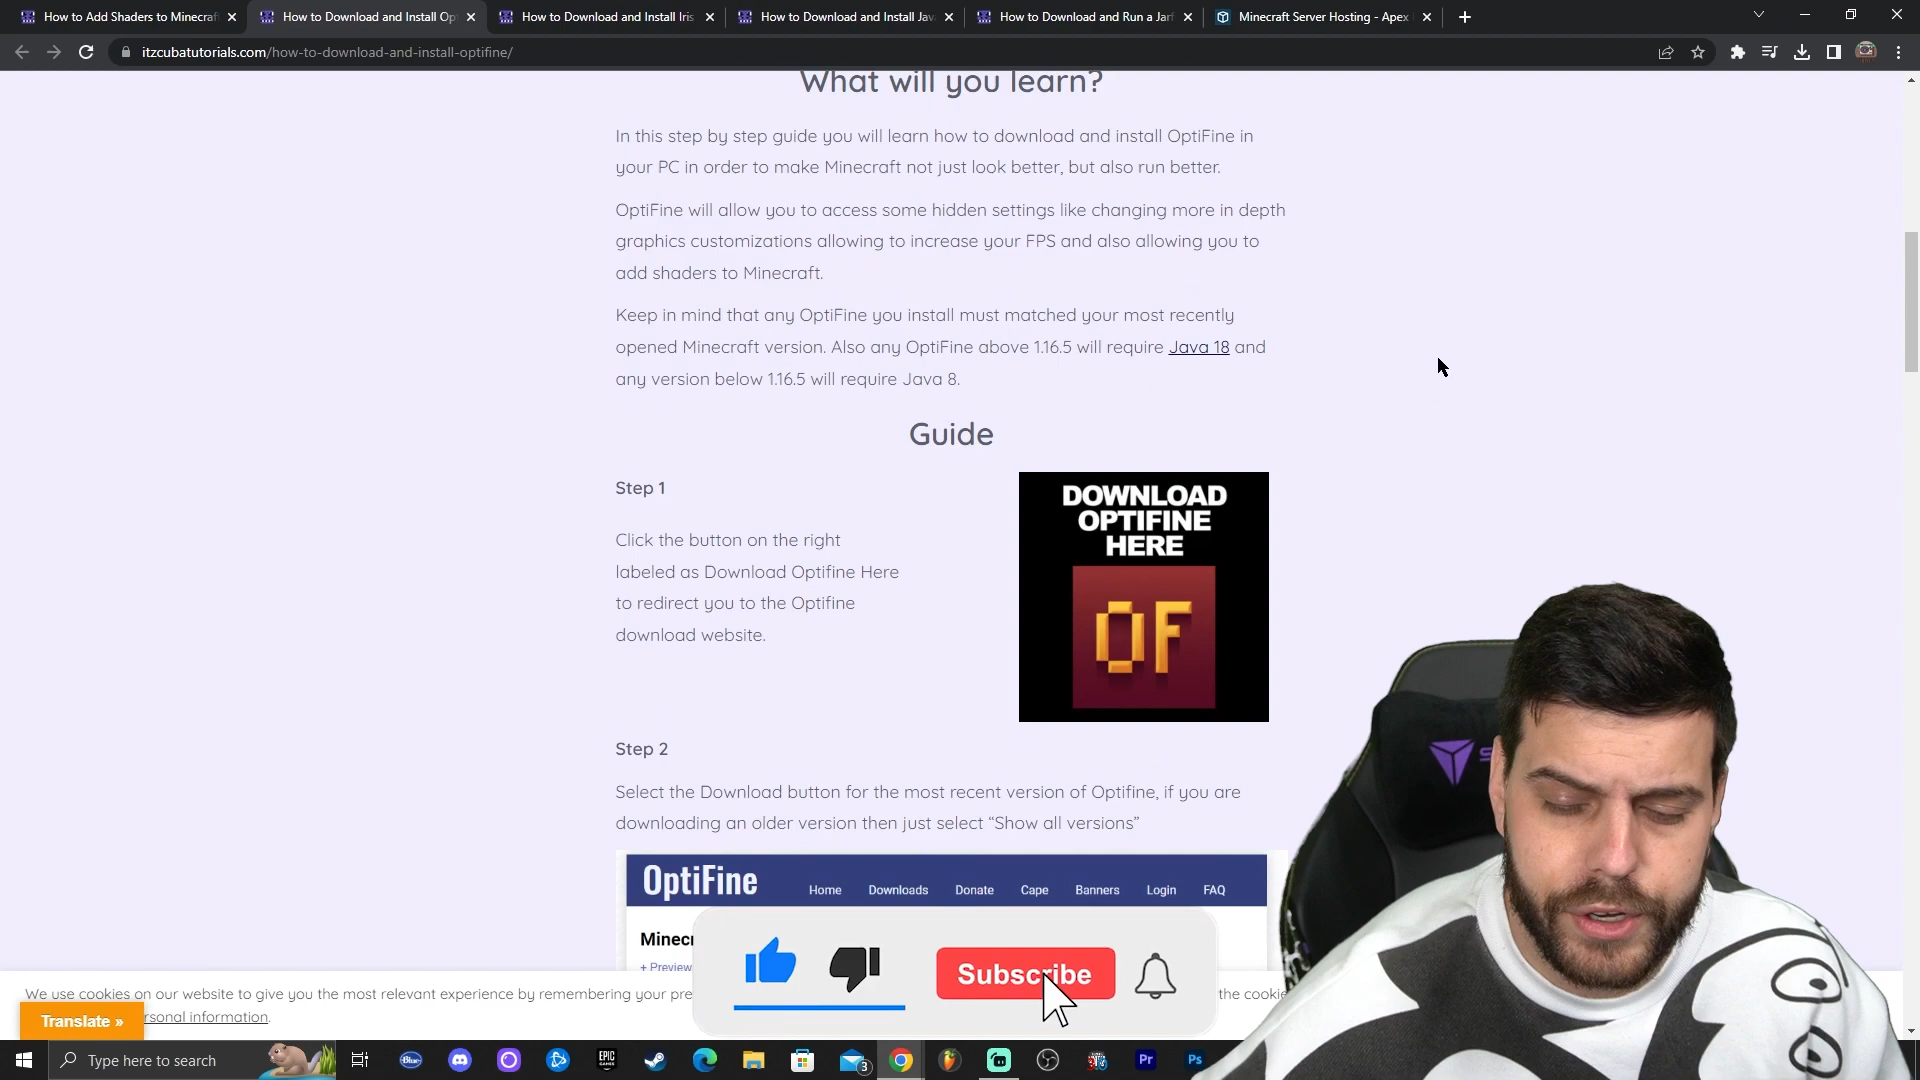 How to Add Shaders to Minecraf
How to Download and Install Op
How to Download and Install Iris
How to Download and Install Jav
How to Download and Run a Jar
Minecraft Server Hosting - Apex
itzcubatutorials.com/how-to-download-and-install-optifine/
What will you learn?
In this step by step guide you will learn how to download and install OptiFine in
your PC in order to make Minecraft not just look better, but also run better.
OptiFine will allow you to access some hidden settings like changing more in depth
graphics customizations allowing to increase your FPS and also allowing you to
add shaders to Minecraft.
Keep in mind that any OptiFine you install must matched your most recently
opened Minecraft version. Also any OptiFine above 1.16.5 will require Java 18 and
any version below 1.16.5 will require Java 8.
Guide
Step 1
Click the button on the right
labeled as Download Optifine Here
to redirect you to the Optifine
download website.
DOWNLOAD
OPTIFINE
HERE
OF
Step 2
Select the Download button for the most recent version of Optifine, if you are
downloading an older version then just select “Show all versions”
OptiFine
Home Downloads Donate Cape Banners Login FAQ
Minec
+ Preview
Subscribe
We use cookies on our website to give you the most relevant experience by remembering your pre
the cookie
rsonal information.
Translate »
Type here to search
Blue
EPIC
GAMES
3
Pr
Ps